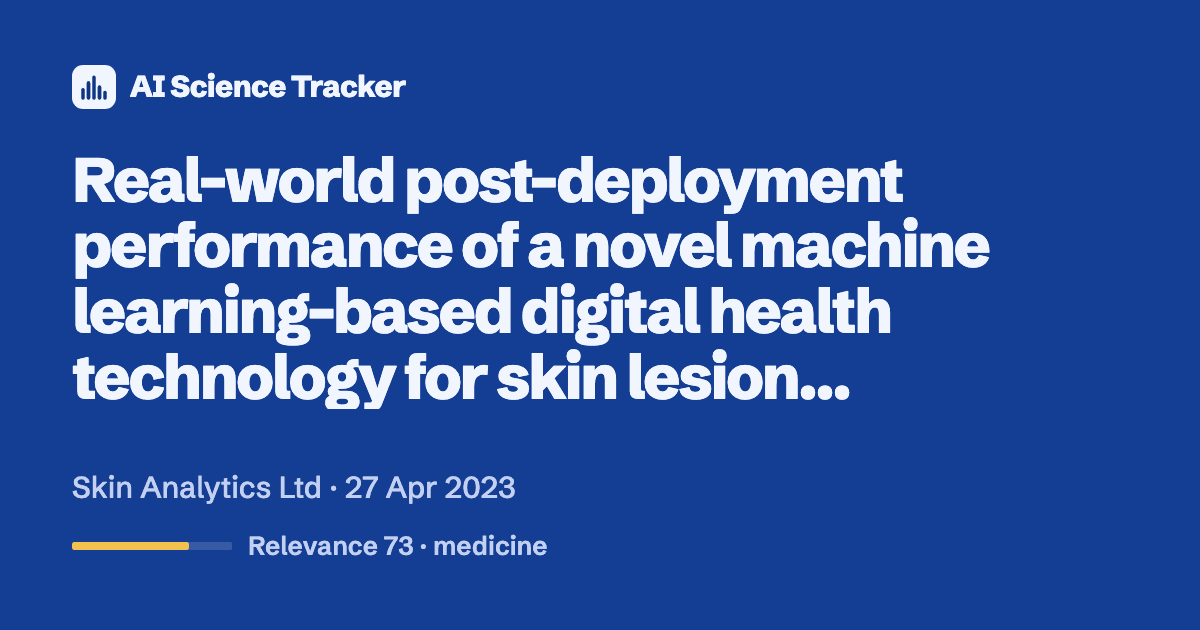 AI Science Tracker
Real-world post-deployment
performance of a novel machine
learning-based digital health
technology for skin lesion...
Skin Analytics Ltd · 27 Apr 2023
Relevance 73 · medicine